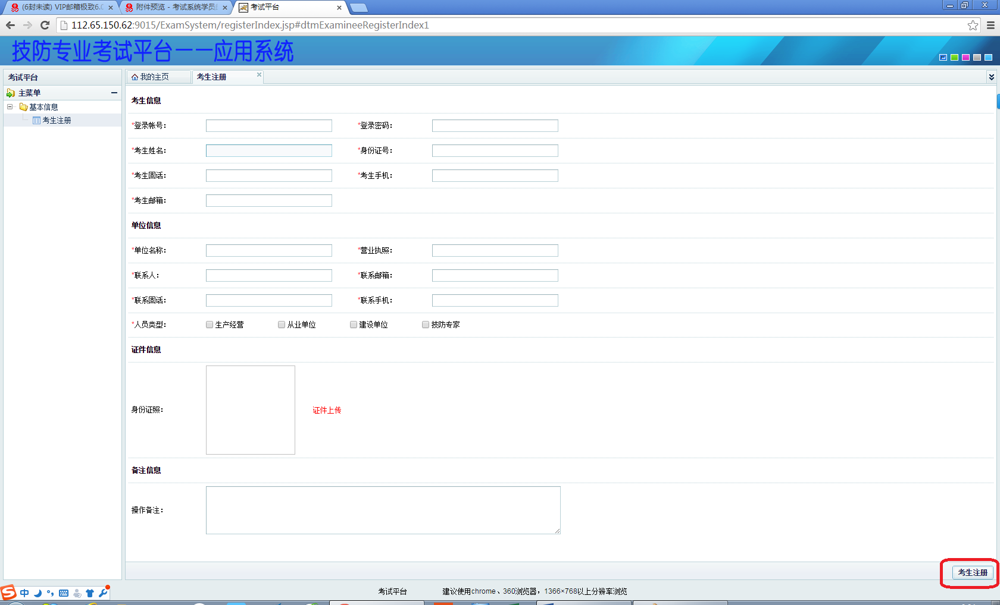 (6封未读) VIP邮箱极致6.0
附件预览 - 考试系统学员
考试平台
112.65.150.62:9015/ExamSystem/registerIndex.jsp#dtmExamineeRegisterIndex1
技防专业考试平台——应用系统
考试平台
主菜单
基本信息
考生注册
我的主页
考生注册
考生信息
*登录帐号：
*登录密码：
*考生姓名：
*身份证号：
*考生固话：
*考生手机：
*考生邮箱：
单位信息
*单位名称：
*营业执照：
*联系人：
*联系邮箱：
*联系固话：
*联系手机：
*人员类型：
生产经营
从业单位
建设单位
技防专家
证件信息
身份证照：
证件上传
备注信息
操作备注：
考生注册
中
考试平台
建议使用chrome、360浏览器，1366×768以上分辨率浏览